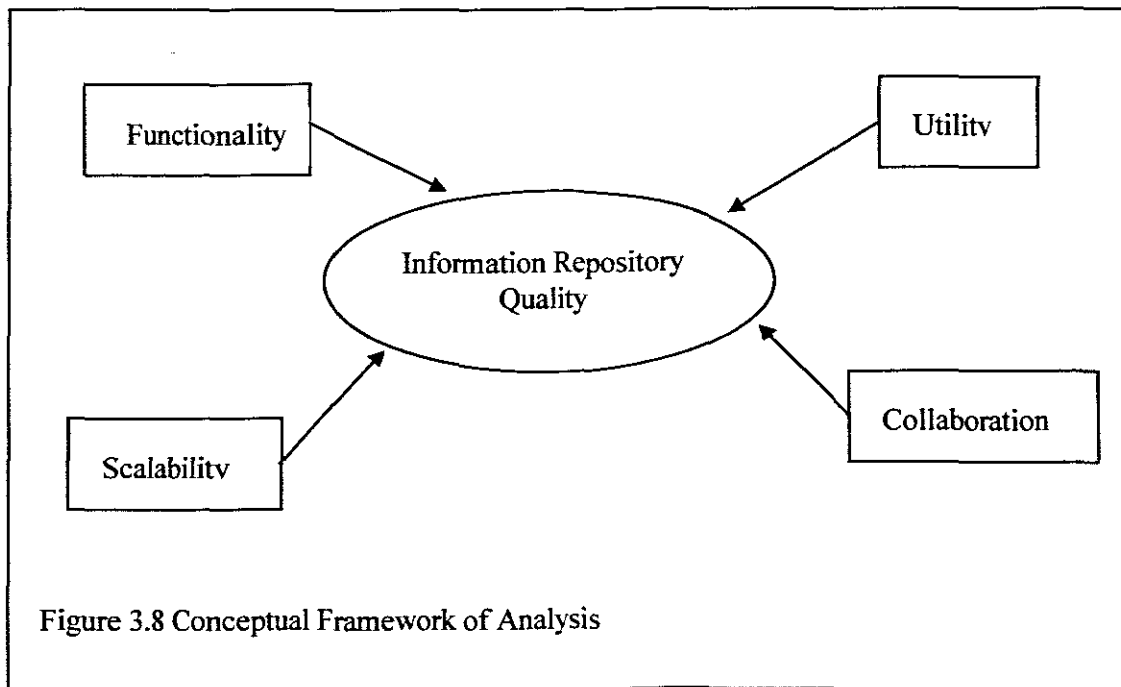 Functionality
Utility
Information Repository
Quality
Scalability
Collaboration
Figure 3.8 Conceptual Framework of Analysis